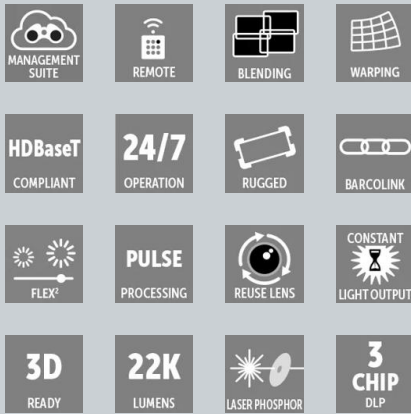 MANAGEMENT
SUITE
REMOTE
BLENDING
WARPING
HDBaseT
COMPLIANT
24/7
OPERATION
RUGGED
BARCOLINK
FLEX²
PULSE
PROCESSING
REUSE LENS
CONSTANT
LIGHT OUTPUT
3D
READY
22K
LUMENS
LASER PHOSPHOR
3
CHIP
DLP